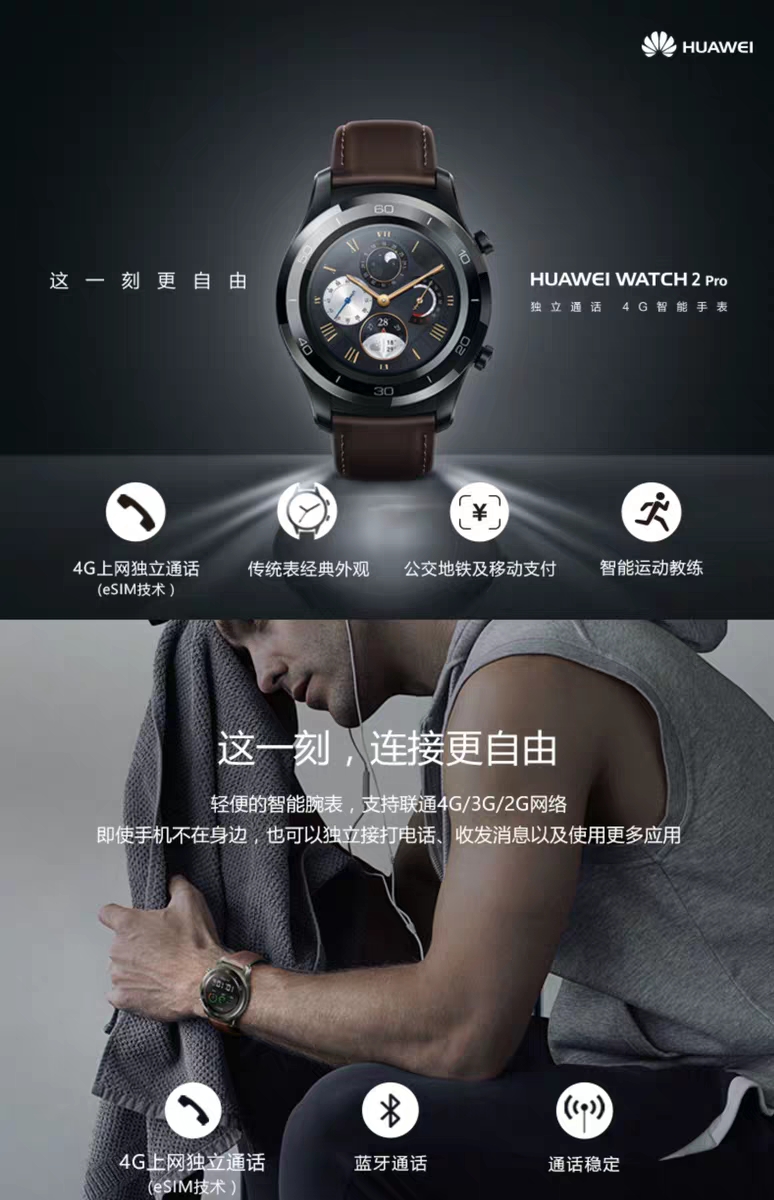 HUAWEI
60
10
20
30
40
28
这一刻更自由
HUAWEI WATCH 2 Pro
独立通话 4G智能手表
4G上网独立通话
(eSIM技术)
传统表经典外观
¥
公交地铁及移动支付
智能运动教练
这一刻，连接更自由
轻便的智能腕表，支持联通4G/3G/2G网络
即使手机不在身边，也可以独立接打电话、收发消息以及使用更多应用
4G上网独立通话
(eSIM技术)
蓝牙通话
通话稳定